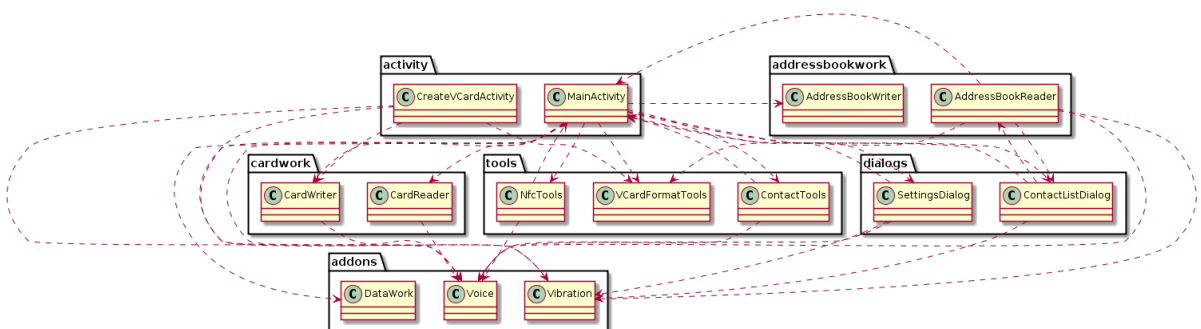 activity
addressbookwork
C CreateVCardActivity
C MainActivity
C AddressBookWriter
C AddressBookReader
cardwork
tools
dialogs
C CardWriter
C CardReader
C NfcTools
C VCardFormatTools
C ContactTools
C SettingsDialog
C ContactListDialog
addons
C DataWork
C Voice
C Vibration